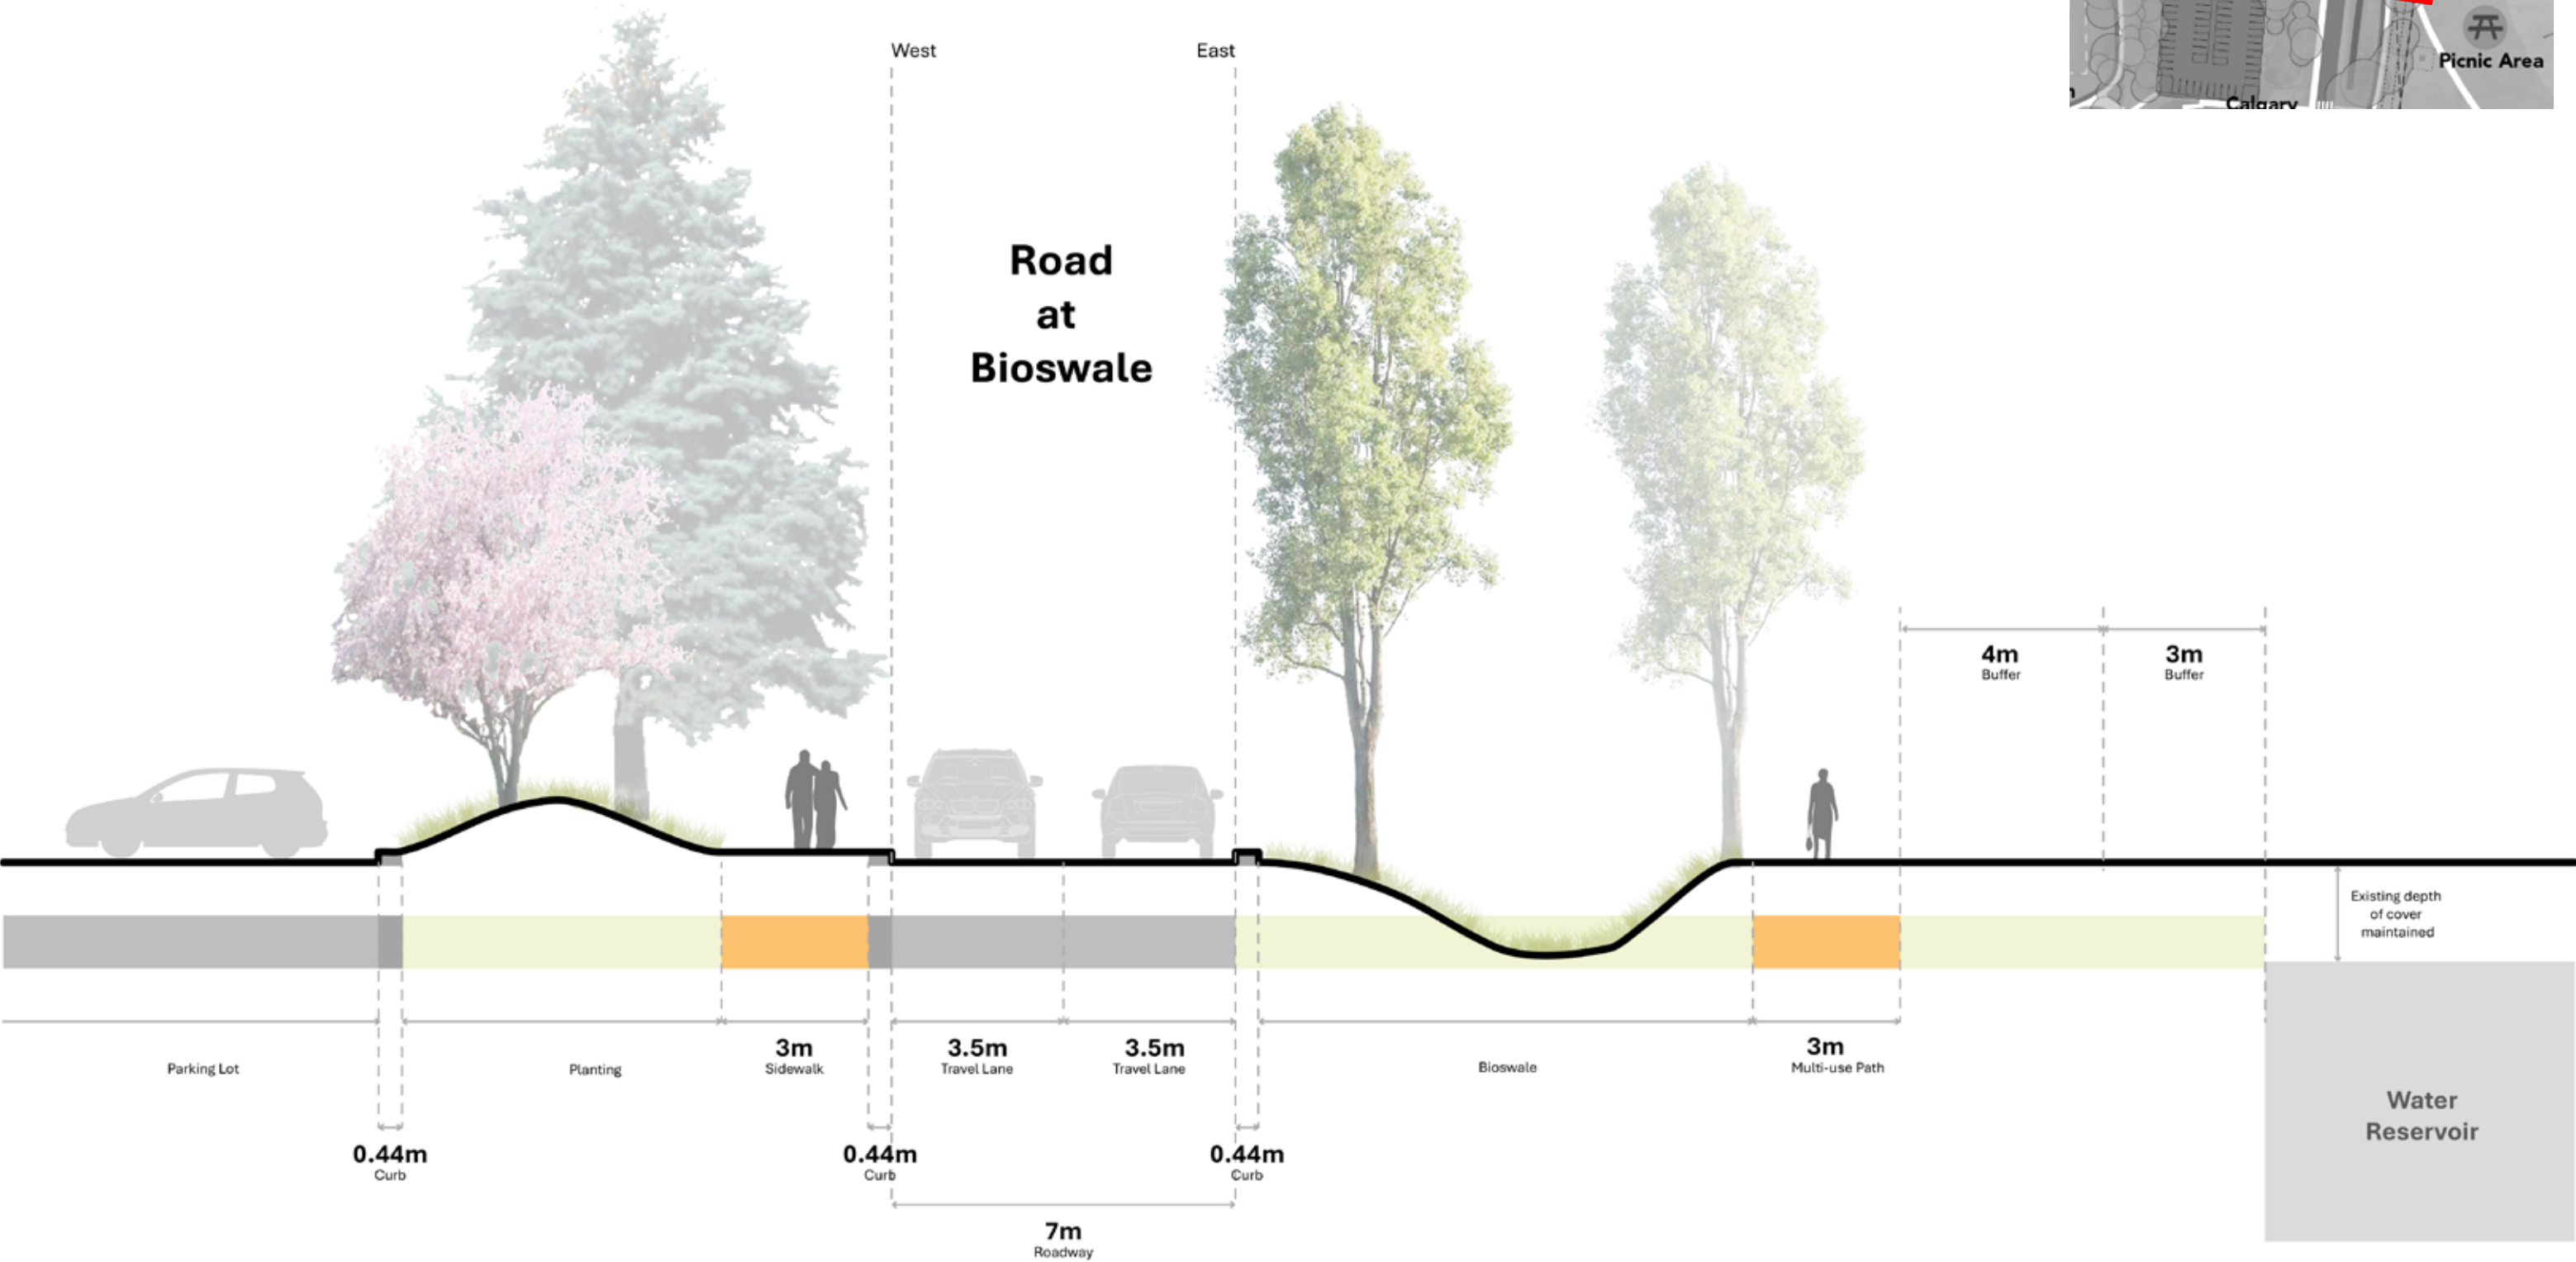 West
East
Picnic Area
Calgary
Road
at
Bioswale
4m
Buffer
3m
Buffer
Existing depth
of cover
maintained
Parking Lot
Planting
3m
Sidewalk
3.5m
Travel Lane
3.5m
Travel Lane
Bioswale
3m
Multi-use Path
0.44m
Curb
0.44m
Curb
0.44m
Curb
7m
Roadway
Water
Reservoir